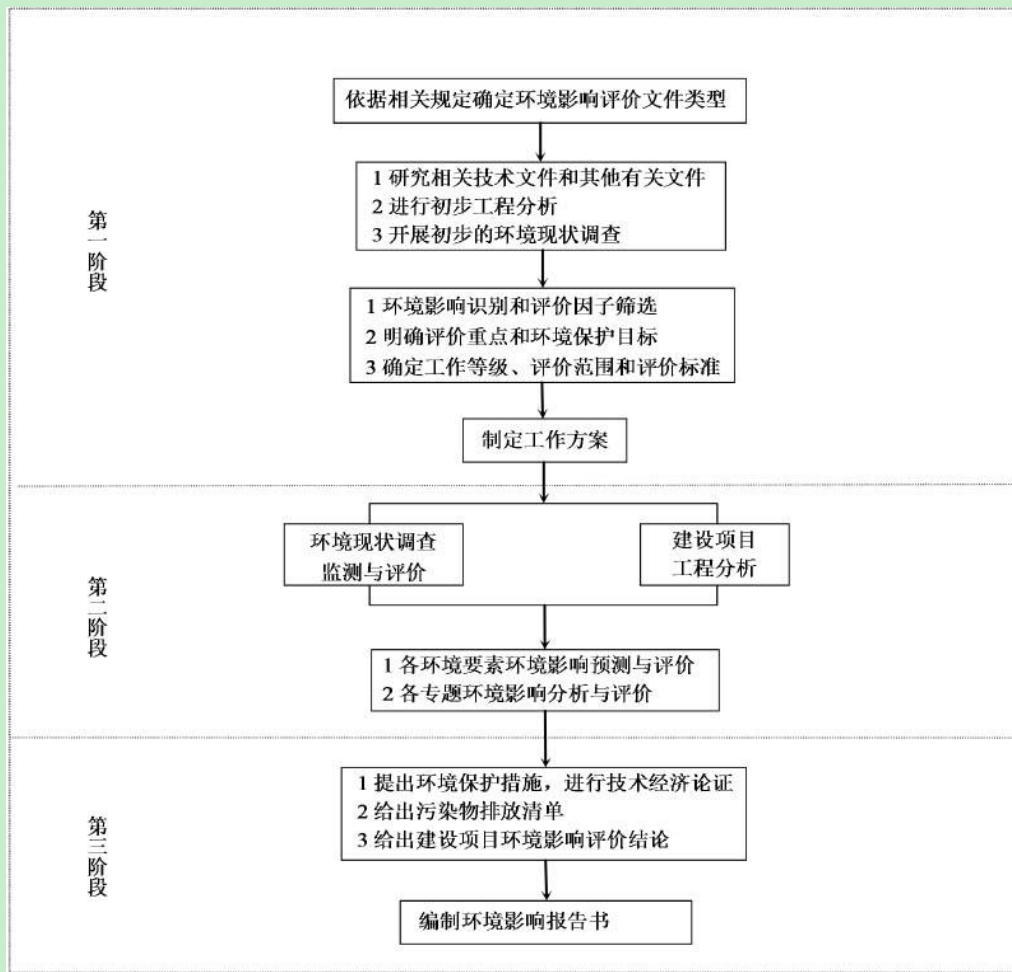 依据相关规定确定环境影响评价文件类型
1 研究相关技术文件和其他有关文件
2 进行初步工程分析
3 开展初步的环境现状调查
第一阶段
1 环境影响识别和评价因子筛选
2 明确评价重点和环境保护目标
3 确定工作等级、评价范围和评价标准
制定工作方案
环境现状调查
监测与评价
建设项目
工程分析
第二阶段
1 各环境要素环境影响预测与评价
2 各专题环境影响分析与评价
1 提出环境保护措施，进行技术经济论证
2 给出污染物排放清单
3 给出建设项目环境影响评价结论
第三阶段
编制环境影响报告书